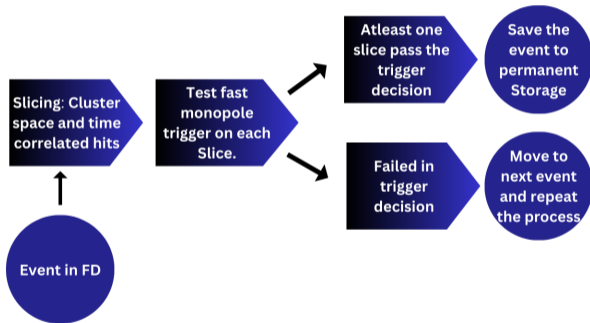 Slicing: Cluster
space and time
correlated hits
Test fast
monopole
trigger on each
Slice.
Atleast one
slice pass the
trigger
decision
Save the
event to
permanent
Storage
Failed in
trigger
decision
Move to
next event
and repeat
the process
Event in FD